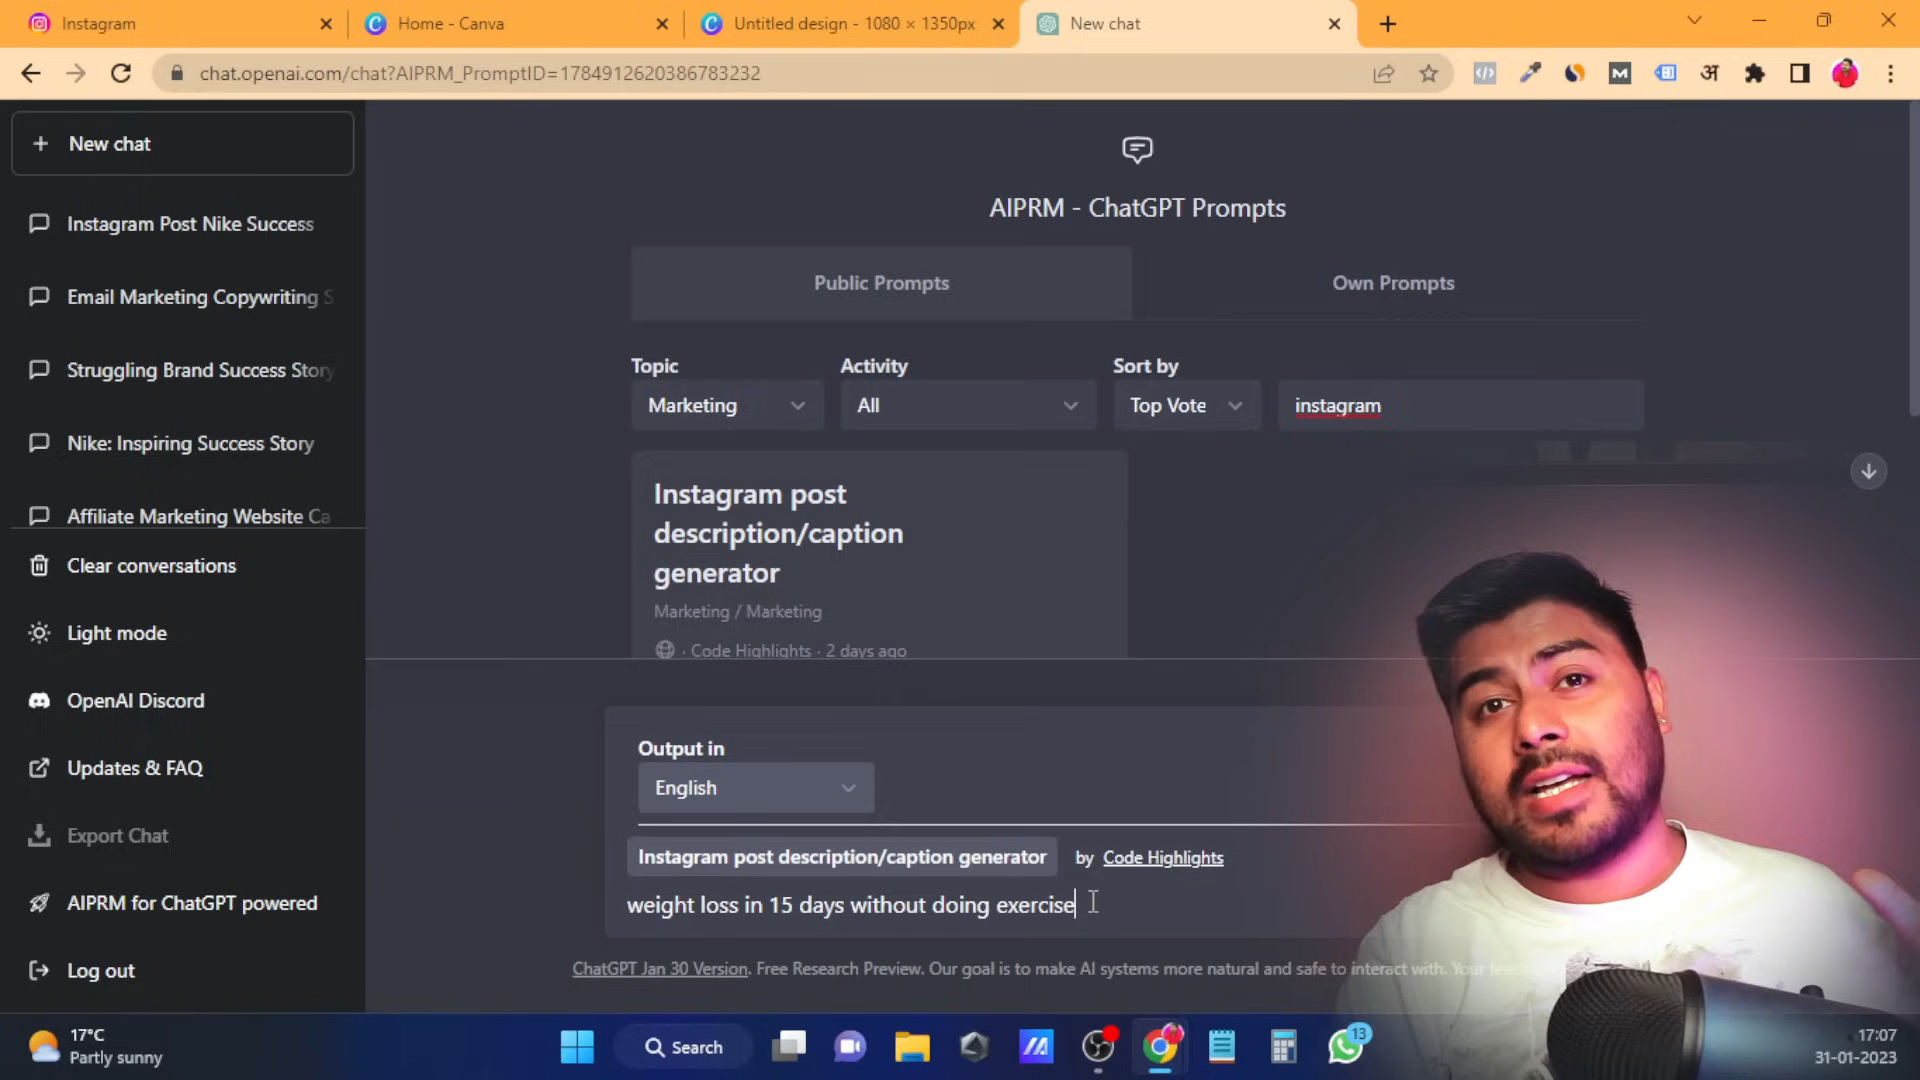 Instagram
Home - Canva
Untitled design - 1080 × 1350px
New chat
chat.openai.com/chat?AIPRM_PromptID=1784912620386783232
New chat
Instagram Post Nike Success
Email Marketing Copywriting S
Struggling Brand Success Story
Nike: Inspiring Success Story
Affiliate Marketing Website Ca
Clear conversations
Light mode
OpenAI Discord
Updates & FAQ
Export Chat
AIPRM for ChatGPT powered
Log out
AIPRM - ChatGPT Prompts
Public Prompts
Own Prompts
Topic
Activity
Sort by
Marketing
All
Top Vote
instagram
Instagram post
description/caption
generator
Marketing / Marketing
· Code Highlights · 2 days ago
Output in
English
Instagram post description/caption generator by Code Highlights
weight loss in 15 days without doing exercise
ChatGPT Jan 30 Version. Free Research Preview. Our goal is to make AI systems more natural and safe to interact with. Your
17°C
Partly sunny
Search
13
17:07
31-01-2023